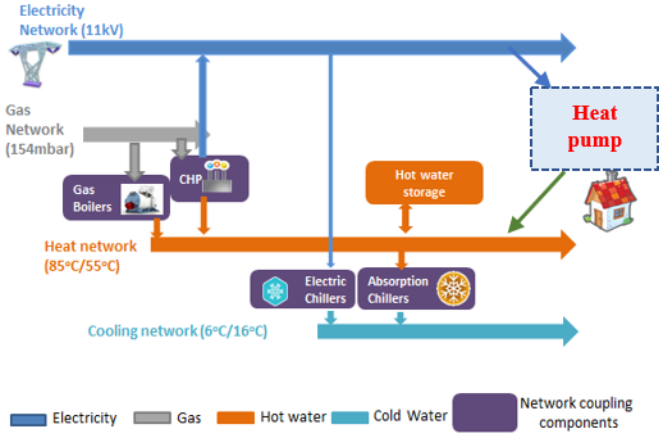 Electricity
Network (11kV)
Gas
Network
(154mbar)
Heat
pump
CHP
Gas
Boilers
Hot water
storage
Heat network
(85°C/55°C)
Electric
Chillers
Absorption
Chillers
Cooling network (6°C/16°C)
Electricity
Gas
Hot water
Cold Water
Network coupling
components